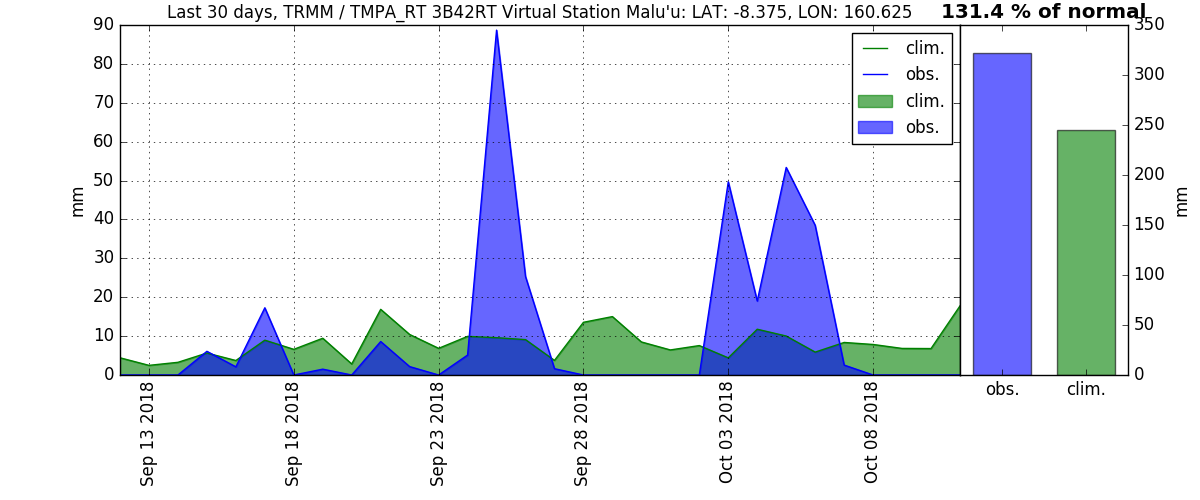 Last 30 days, TRMM / TMPA_RT 3B42RT Virtual Station Malu'u: LAT: -8.375, LON: 160.625
131.4 % of normal
90
80
70
60
50
40
30
20
10
0
mm
clim.
obs.
clim.
obs.
Sep 13 2018
Sep 18 2018
Sep 23 2018
Sep 28 2018
Oct 03 2018
Oct 08 2018
350
300
250
200
150
100
50
0
mm
obs.
clim.